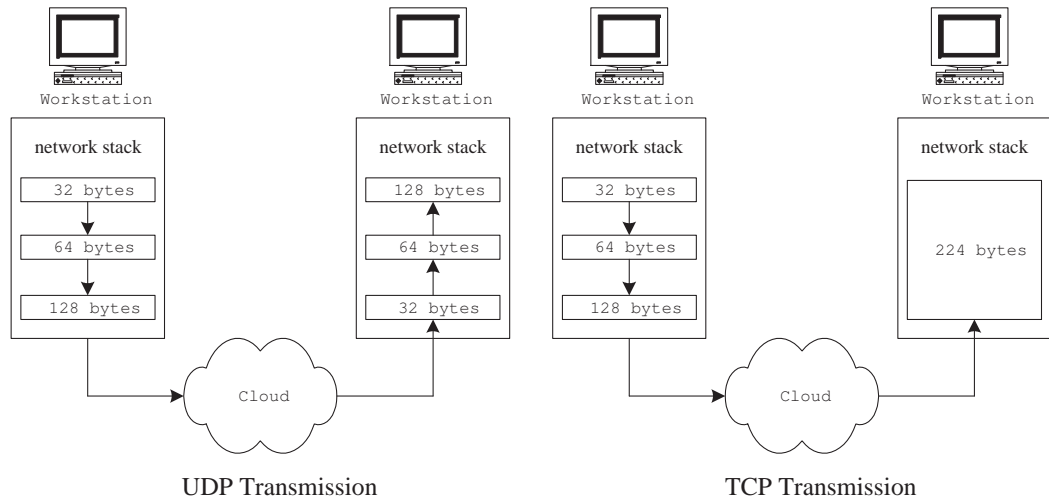 Workstation
network stack
32 bytes
64 bytes
128 bytes
Workstation
network stack
128 bytes
64 bytes
32 bytes
Cloud
UDP Transmission
Workstation
network stack
32 bytes
64 bytes
128 bytes
Workstation
network stack
224 bytes
Cloud
TCP Transmission